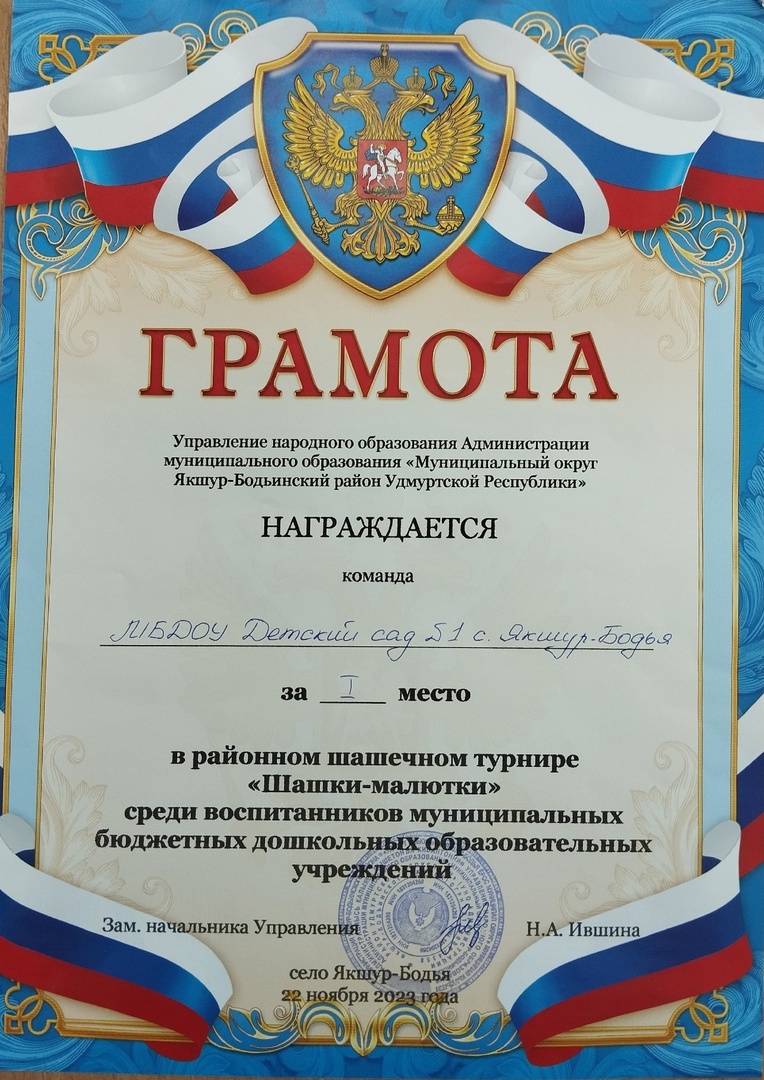 ГРАМОТА
Управление народного образования Администрации
муниципального образования «Муниципальный округ
Якшур-Бодьинский район Удмуртской Республики»
НАГРАЖДАЕТСЯ
команда
МБДОУ Детский сад №1 с. Якшур-Бодья
за I место
в районном шашечном турнире
«Шашки-малютки»
среди воспитанников муниципальных
бюджетных дошкольных образовательных
учреждений
Зам. начальника Управления Н.А. Ившина
село Якшур-Бодья
22 ноября 2023 года